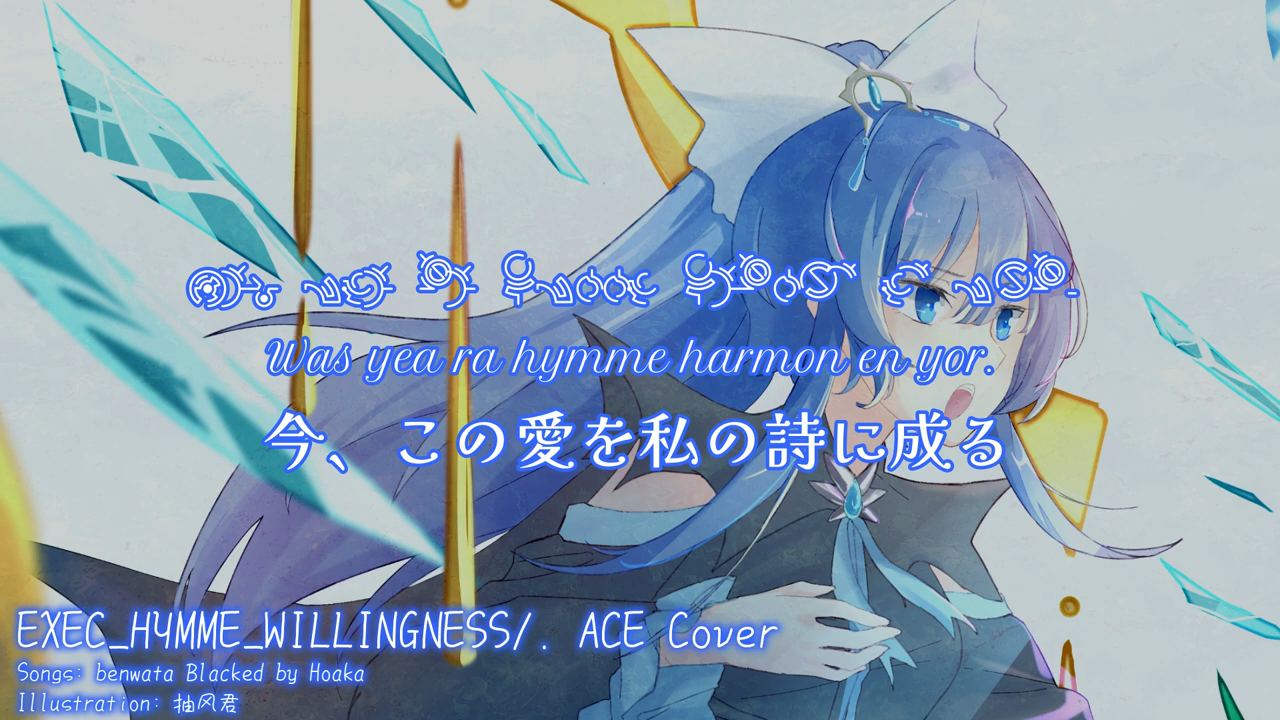 Was yea ra hymme harmon en yor.
今、この愛を私の詩に成る
EXEC_HYMME_WILLINGNESS/. ACE Cover
Songs: benwata Blacked by Hoaka
Illustration: 抽风君